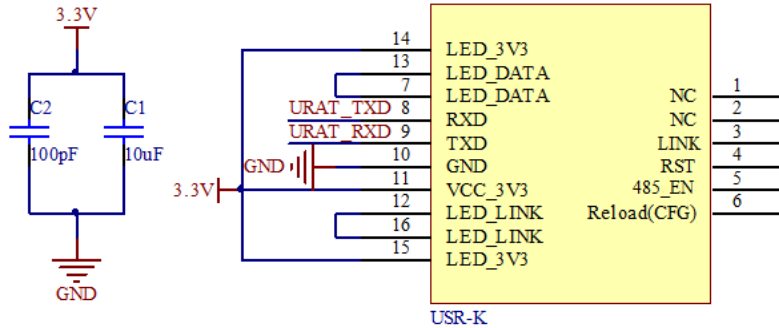 3.3V
C2
C1
100pF
10uF
GND
14 LED_3V3
13 LED_DATA
7 LED_DATA
URAT_TXD 8 RXD
URAT_RXD 9 TXD
GND 10 GND
3.3V 11 VCC_3V3
12 LED_LINK
16 LED_LINK
15 LED_3V3
NC 1
NC 2
LINK 3
RST 4
485_EN 5
Reload(CFG) 6
USR-K